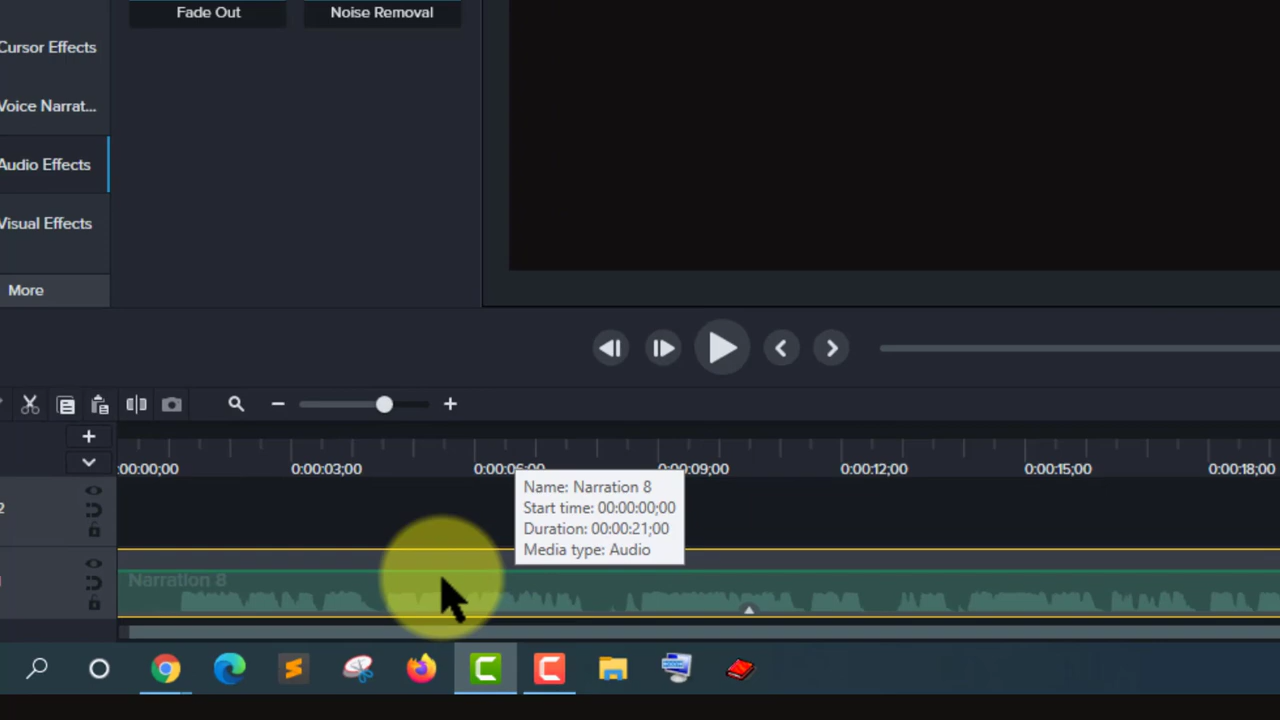 Fade Out
Noise Removal
Cursor Effects
Voice Narrat...
Audio Effects
Visual Effects
More
:00:00;00
0:00:03;00
0:00:06;00
0:00:09;00
0:00:12;00
0:00:15;00
0:00:18;00
2
Name: Narration 8
Start time: 00:00:00;00
Duration: 00:00:21;00
Media type: Audio
Narration 8